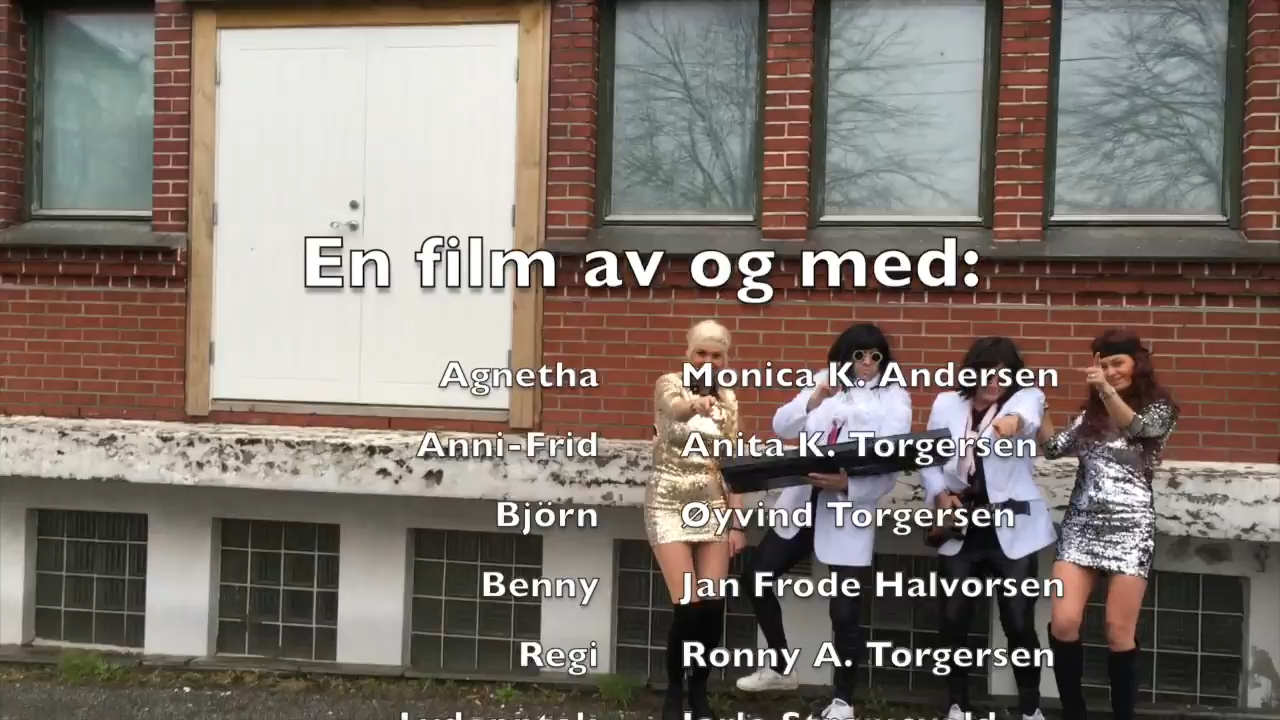 En film av og med:
Agnetha Monica K. Andersen
Anni-Frid Anita K. Torgersen
Björn Øyvind Torgersen
Benny Jan Frode Halvorsen
Regi Ronny A. Torgersen